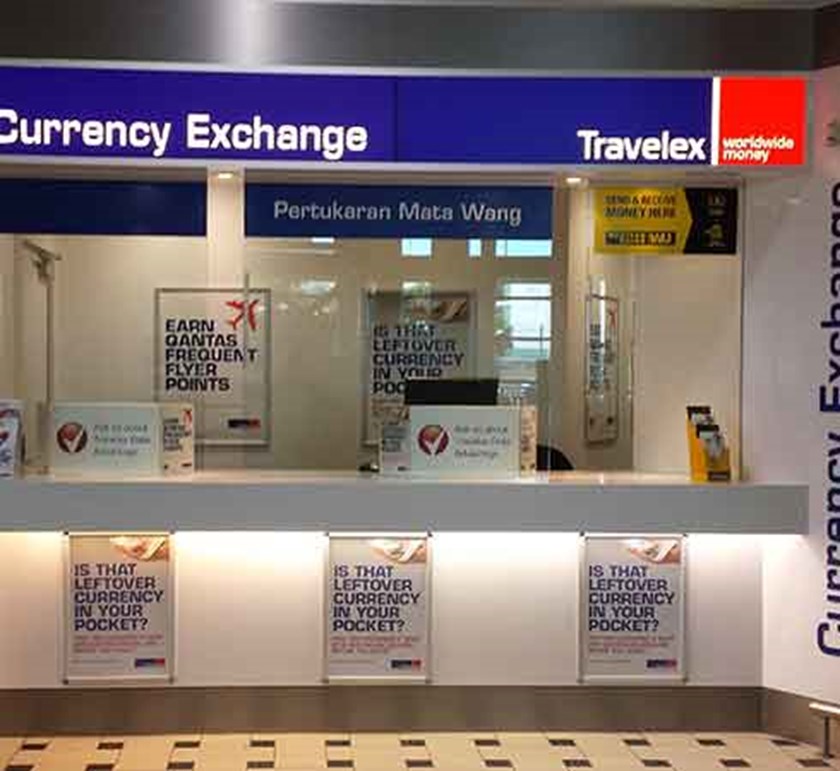 Currency Exchange
Travelex
worldwide
money
Pertukaran Mata Wang
SEND & RECEIVE
MONEY HERE
EARN
QANTAS
FREQUENT
FLYER
POINTS
IS THAT
LEFTOVER
CURRENCY
IN YOUR
IS THAT
LEFTOVER
CURRENCY
IN YOUR
POCKET?
IS THAT
LEFTOVER
CURRENCY
IN YOUR
POCKET?
IS THAT
LEFTOVER
CURRENCY
IN YOUR
POCKET?
Currency Exchange